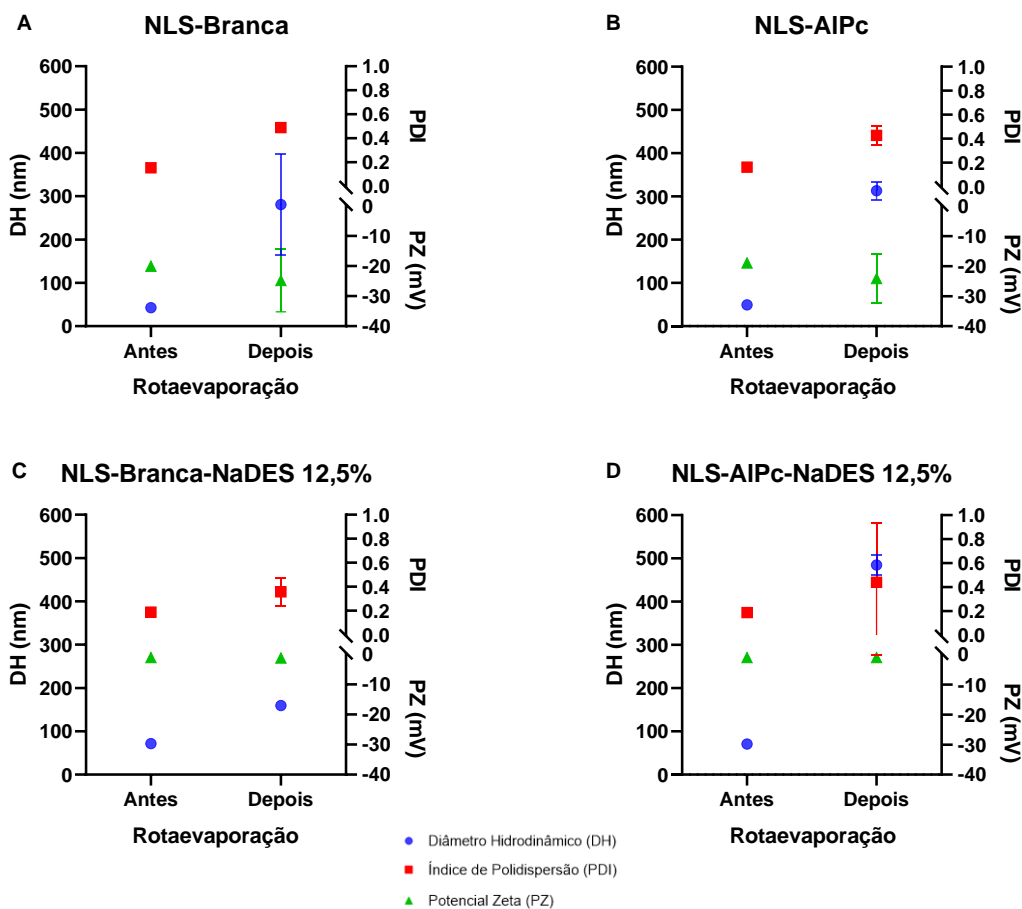 A
NLS-Branca
600
500
400
300
200
100
0
DH (nm)
1.0
0.8
0.6
0.4
0.2
0.0
0
-10
-20
-30
-40
PDI
PZ (mV)
Antes
Depois
Rotaevaporação
B
NLS-AlPc
600
500
400
300
200
100
0
DH (nm)
1.0
0.8
0.6
0.4
0.2
0.0
0
-10
-20
-30
-40
PDI
PZ (mV)
Antes
Depois
Rotaevaporação
C
NLS-Branca-NaDES 12,5%
600
500
400
300
200
100
0
DH (nm)
1.0
0.8
0.6
0.4
0.2
0.0
0
-10
-20
-30
-40
PDI
PZ (mV)
Antes
Depois
Rotaevaporação
D
NLS-AlPc-NaDES 12,5%
600
500
400
300
200
100
0
DH (nm)
1.0
0.8
0.6
0.4
0.2
0.0
0
-10
-20
-30
-40
PDI
PZ (mV)
Antes
Depois
Rotaevaporação
Diâmetro Hidrodinâmico (DH)
Índice de Polidispersão (PDI)
Potencial Zeta (PZ)